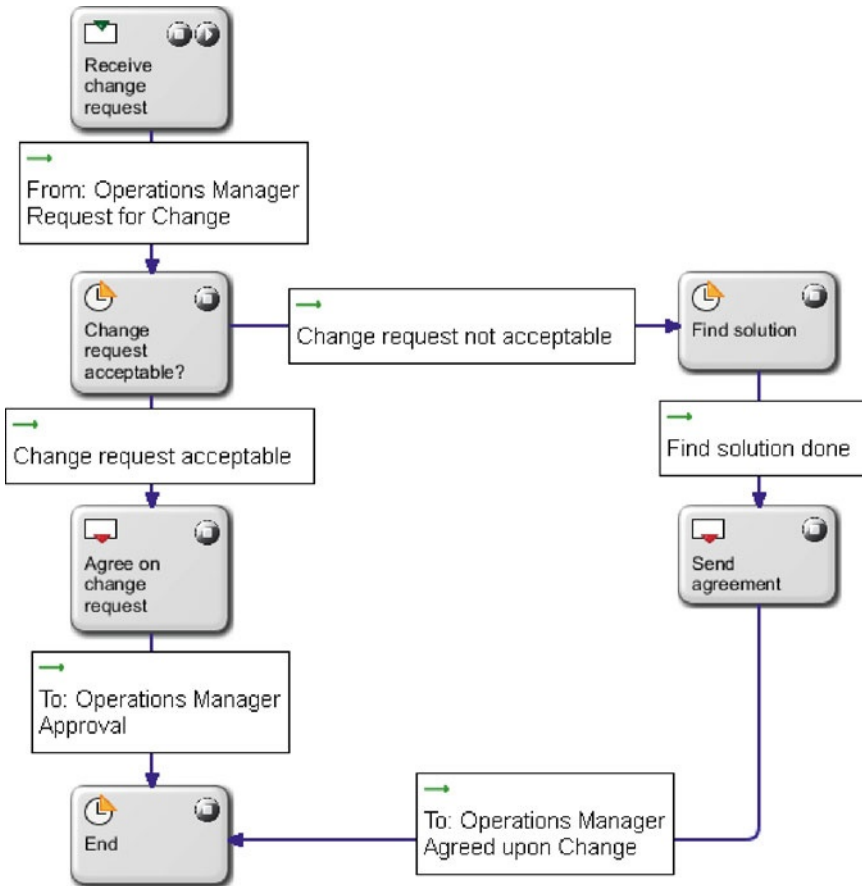 Receive
change
request
From: Operations Manager
Request for Change
Change
request
acceptable?
Change request not acceptable
Find solution
Change request acceptable
Find solution done
Agree on
change
request
Send
agreement
To: Operations Manager
Approval
To: Operations Manager
Agreed upon Change
End